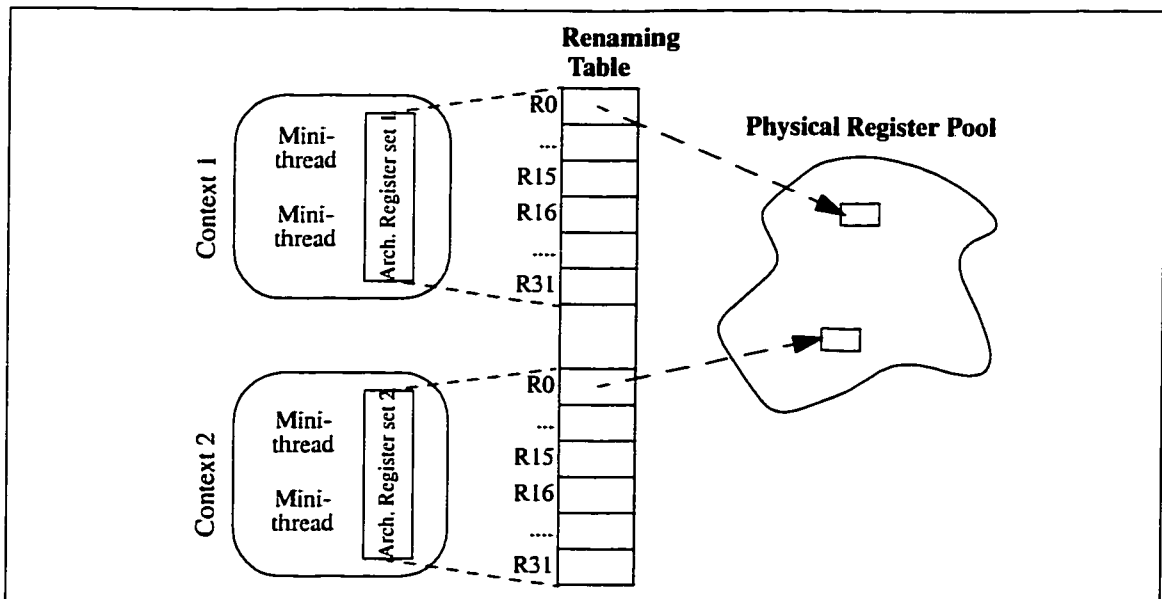 Renaming
Table
Physical Register Pool
Context 1
Mini-
thread
Mini-
thread
Arch. Register set 1
R0
...
R15
R16
....
R31
Context 2
Mini-
thread
Mini-
thread
Arch. Register set 2
R0
...
R15
R16
....
R31